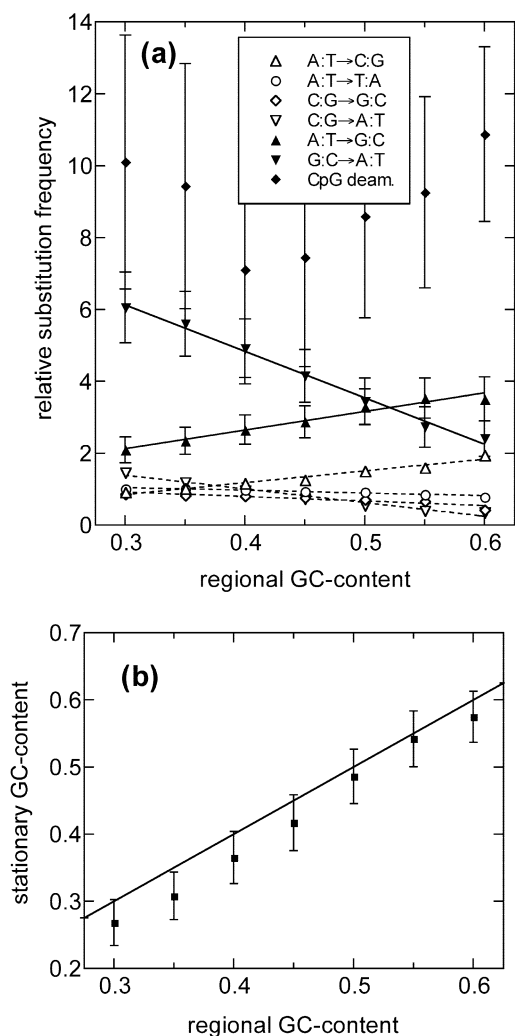 14
(a)
A:T→C:G
12
A:T→T:A
C:G→G:C
C:G→A:T
10
A:T→G:C
G:C→A:T
CpG deam.
8
6
4
2
0
relative substitution frequency
0.3 0.4 0.5 0.6
regional GC-content
0.7
(b)
0.6
0.5
0.4
0.3
0.2
stationary GC-content
0.3 0.4 0.5 0.6
regional GC-content